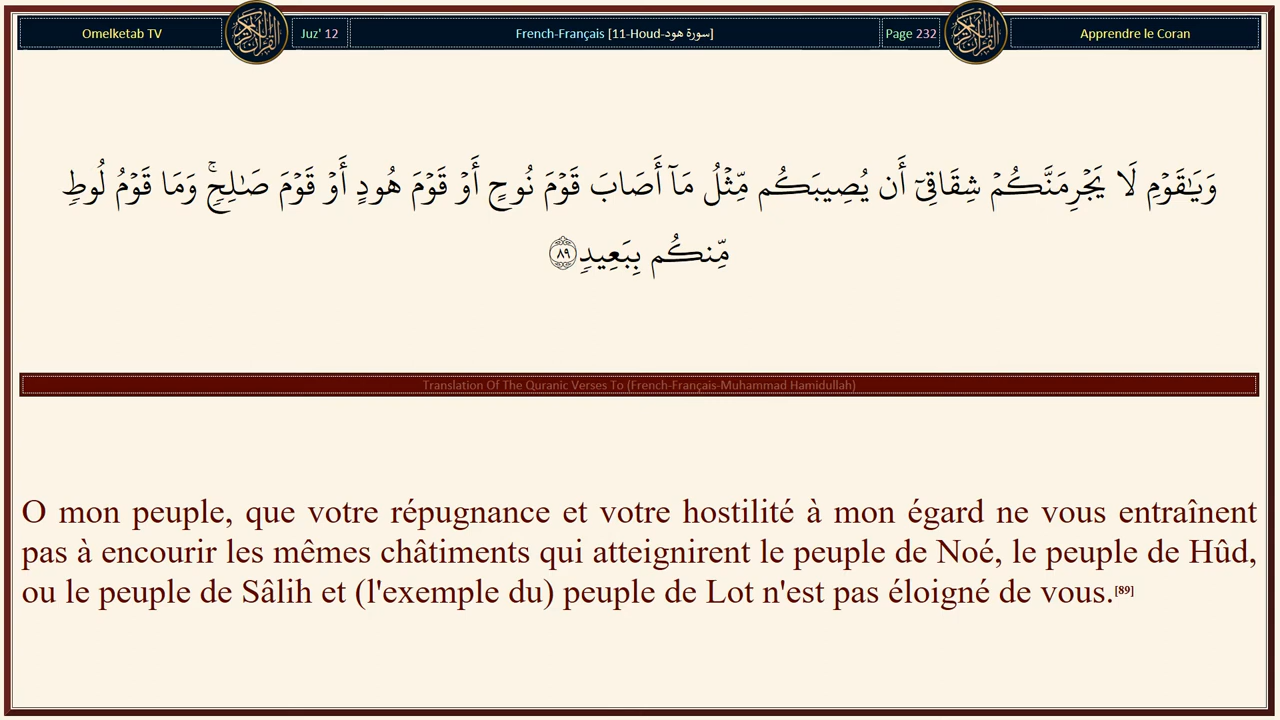 Omelketab TV
Juz' 12
French-Français [11-Houd-سورة هود]
Page 232
Apprendre le Coran
وَيَٰقَوۡمِ لَا يَجۡرِمَنَّكُمۡ شِقَاقِيٓ أَن يُصِيبَكُم مِّثۡلُ مَآ أَصَابَ قَوۡمَ نُوحٍ أَوۡ قَوۡمَ هُودٍ أَوۡ قَوۡمَ صَٰلِحٖۚ وَمَا قَوۡمُ لُوطٖ
مِّنكُم بِبَعِيدٖ ٨٩
Translation Of The Quranic Verses To (French-Français-Muhammad Hamidullah)
O mon peuple, que votre répugnance et votre hostilité à mon égard ne vous entraînent
pas à encourir les mêmes châtiments qui atteignirent le peuple de Noé, le peuple de Hûd,
ou le peuple de Sâlih et (l'exemple du) peuple de Lot n'est pas éloigné de vous.[89]